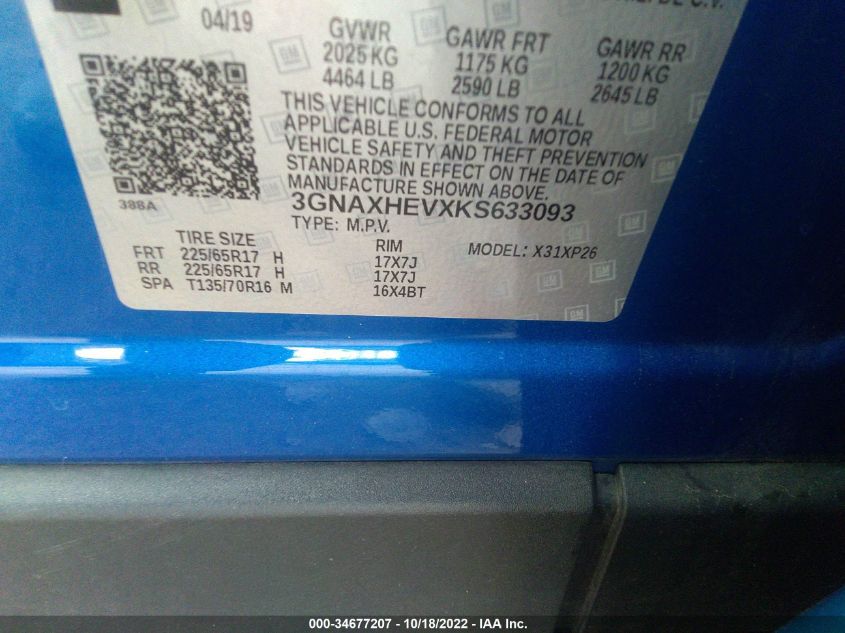 DE C.V.
04/19
GVWR
2025 KG
4464 LB
GAWR FRT
1175 KG
2590 LB
GAWR RR
1200 KG
2645 LB
THIS VEHICLE CONFORMS TO ALL
APPLICABLE U.S. FEDERAL MOTOR
VEHICLE SAFETY AND THEFT PREVENTION
STANDARDS IN EFFECT ON THE DATE OF
MANUFACTURE SHOWN ABOVE.
388A
3GNAXHEVXKS633093
TYPE: M.P.V.
TIRE SIZE RIM MODEL: X31XP26
FRT 225/65R17 H 17X7J
RR 225/65R17 H 17X7J
SPA T135/70R16 M 16X4BT
GM
000-34677207 - 10/18/2022 - IAA Inc.